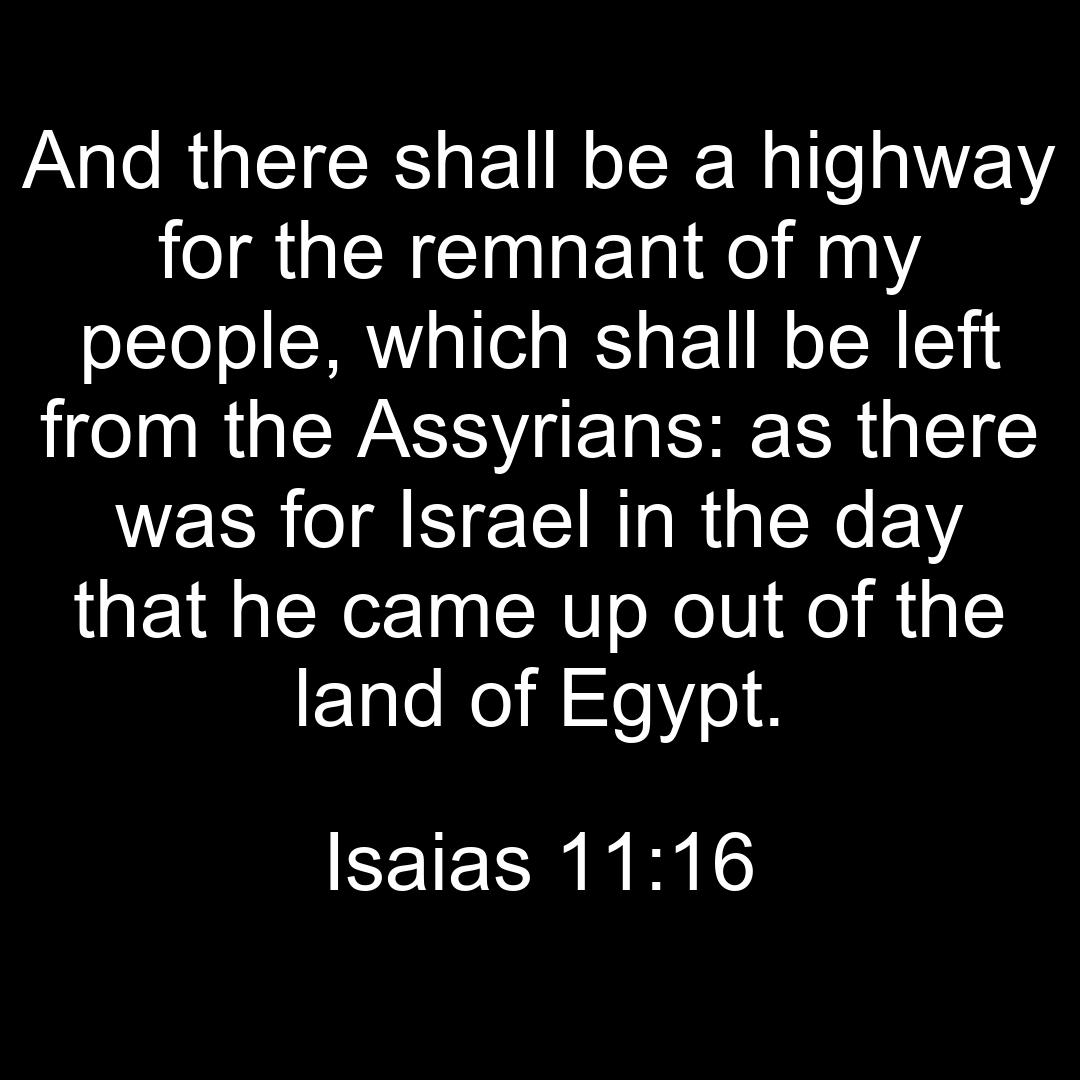 And there shall be a highway
for the remnant of my
people, which shall be left
from the Assyrians: as there
was for Israel in the day
that he came up out of the
land of Egypt.
Isaias 11:16